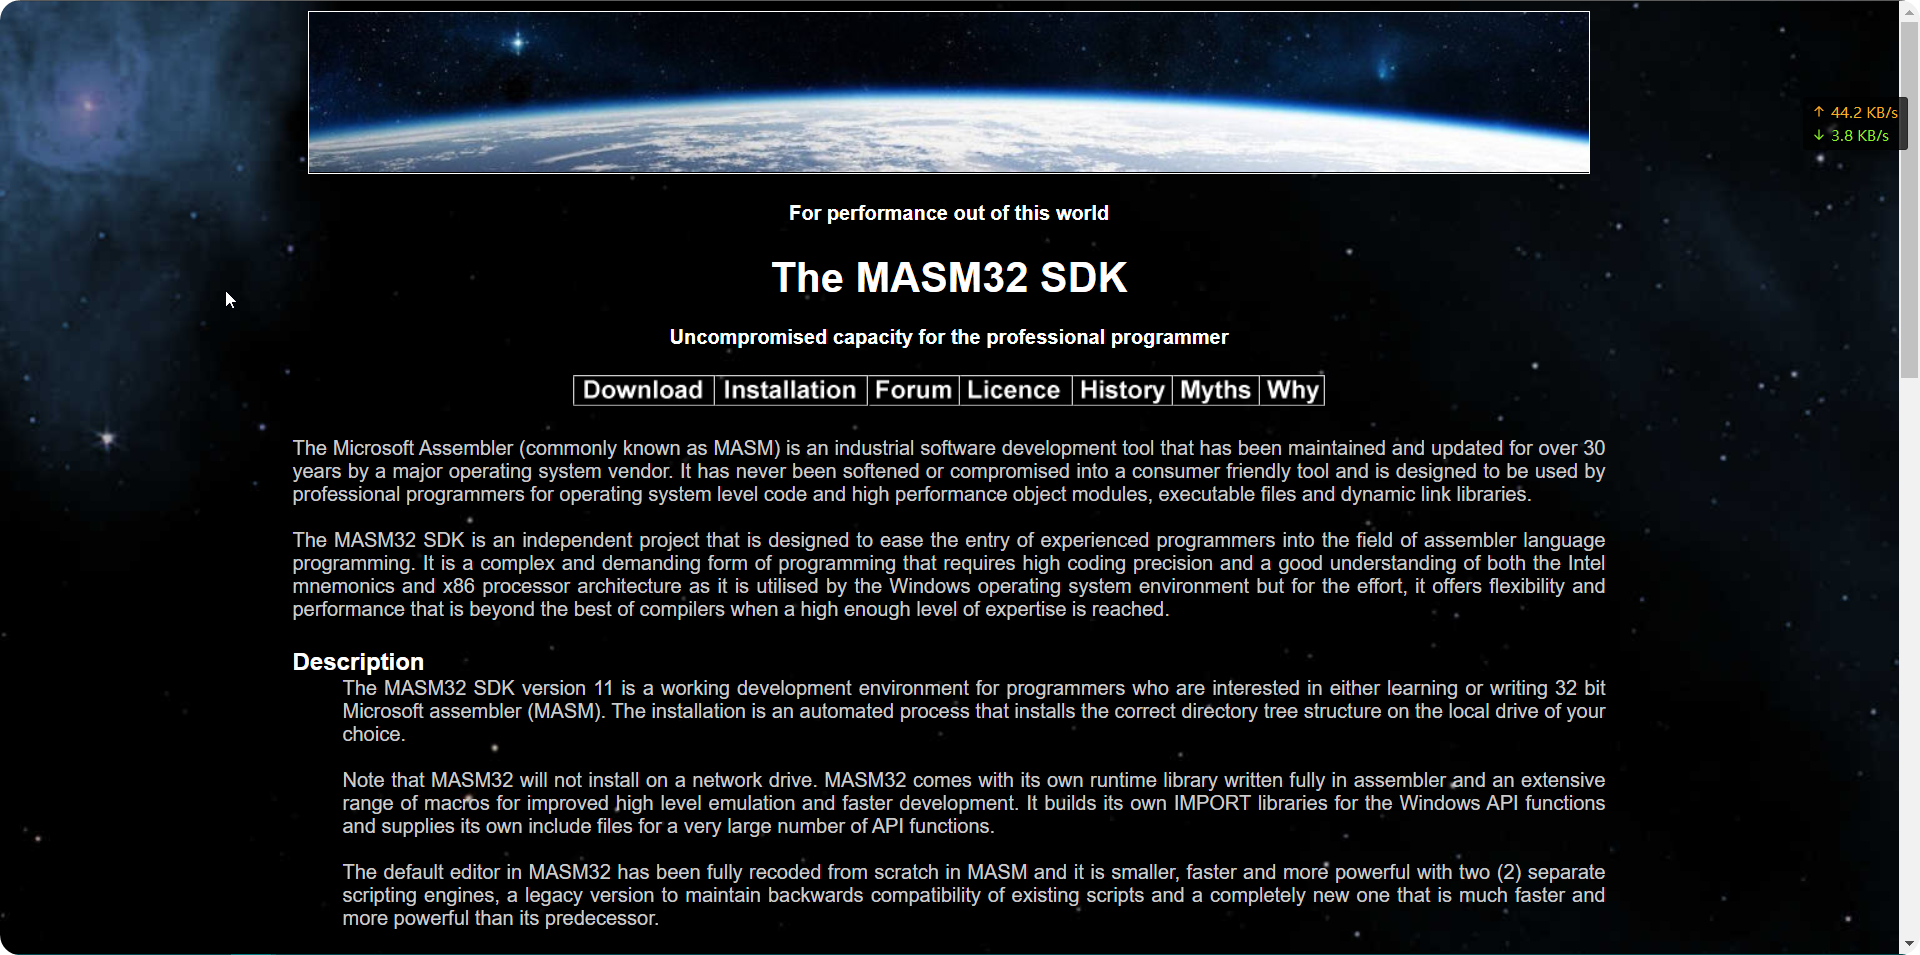 ↑ 44.2 KB/s
↓ 3.8 KB/s
For performance out of this world
The MASM32 SDK
Uncompromised capacity for the professional programmer
Download Installation Forum Licence History Myths Why
The Microsoft Assembler (commonly known as MASM) is an industrial software development tool that has been maintained and updated for over 30
years by a major operating system vendor. It has never been softened or compromised into a consumer friendly tool and is designed to be used by
professional programmers for operating system level code and high performance object modules, executable files and dynamic link libraries.
The MASM32 SDK is an independent project that is designed to ease the entry of experienced programmers into the field of assembler language
programming. It is a complex and demanding form of programming that requires high coding precision and a good understanding of both the Intel
mnemonics and x86 processor architecture as it is utilised by the Windows operating system environment but for the effort, it offers flexibility and
performance that is beyond the best of compilers when a high enough level of expertise is reached.
Description
The MASM32 SDK version 11 is a working development environment for programmers who are interested in either learning or writing 32 bit
Microsoft assembler (MASM). The installation is an automated process that installs the correct directory tree structure on the local drive of your
choice.
Note that MASM32 will not install on a network drive. MASM32 comes with its own runtime library written fully in assembler and an extensive
range of macros for improved high level emulation and faster development. It builds its own IMPORT libraries for the Windows API functions
and supplies its own include files for a very large number of API functions.
The default editor in MASM32 has been fully recoded from scratch in MASM and it is smaller, faster and more powerful with two (2) separate
scripting engines, a legacy version to maintain backwards compatibility of existing scripts and a completely new one that is much faster and
more powerful than its predecessor.